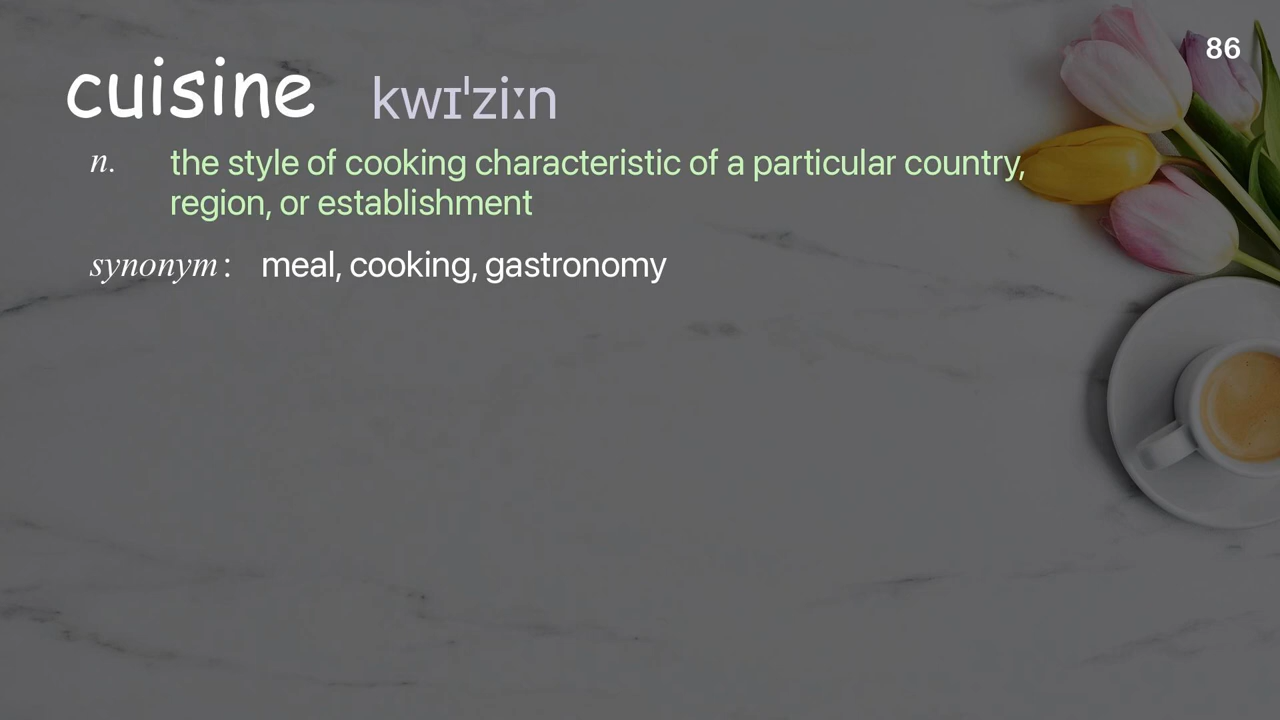 86
cuisine kwɪˈziːn
n. the style of cooking characteristic of a particular country,
region, or establishment
synonym: meal, cooking, gastronomy